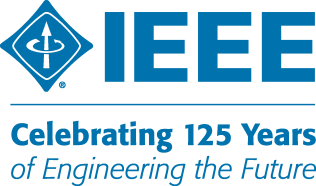 IEEE
®
Celebrating 125 Years
of Engineering the Future